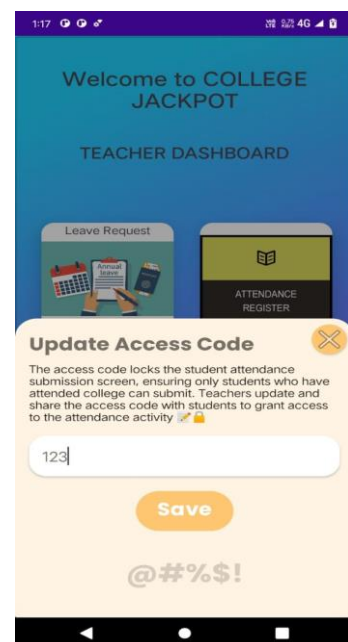 1:17
4G
Welcome to COLLEGE
JACKPOT
TEACHER DASHBOARD
Leave Request
Annual
leave
ATTENDANCE
REGISTER
Update Access Code
The access code locks the student attendance
submission screen, ensuring only students who have
attended college can submit. Teachers update and
share the access code with students to grant access
to the attendance activity 📝🔒
123
Save
@#%$!